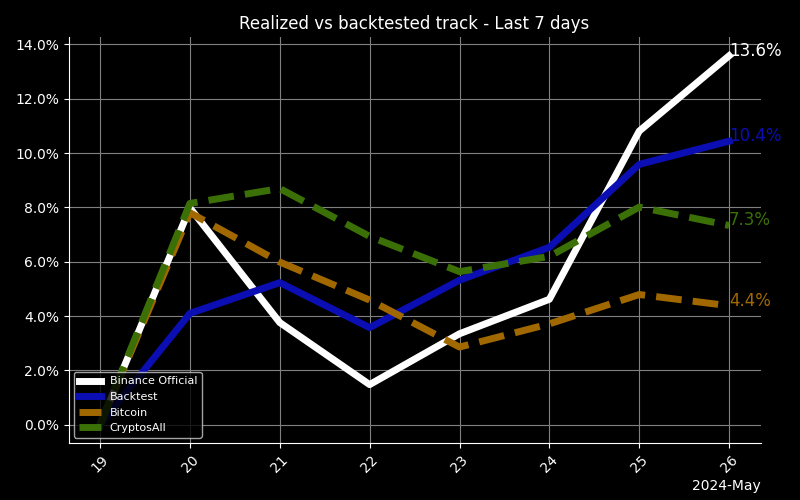 Realized vs backtested track - Last 7 days
14.0%
12.0%
10.0%
8.0%
6.0%
4.0%
2.0%
0.0%
13.6%
10.4%
7.3%
4.4%
Binance Official
Backtest
Bitcoin
CryptosAll
19 20 21 22 23 24 25 26
2024-May